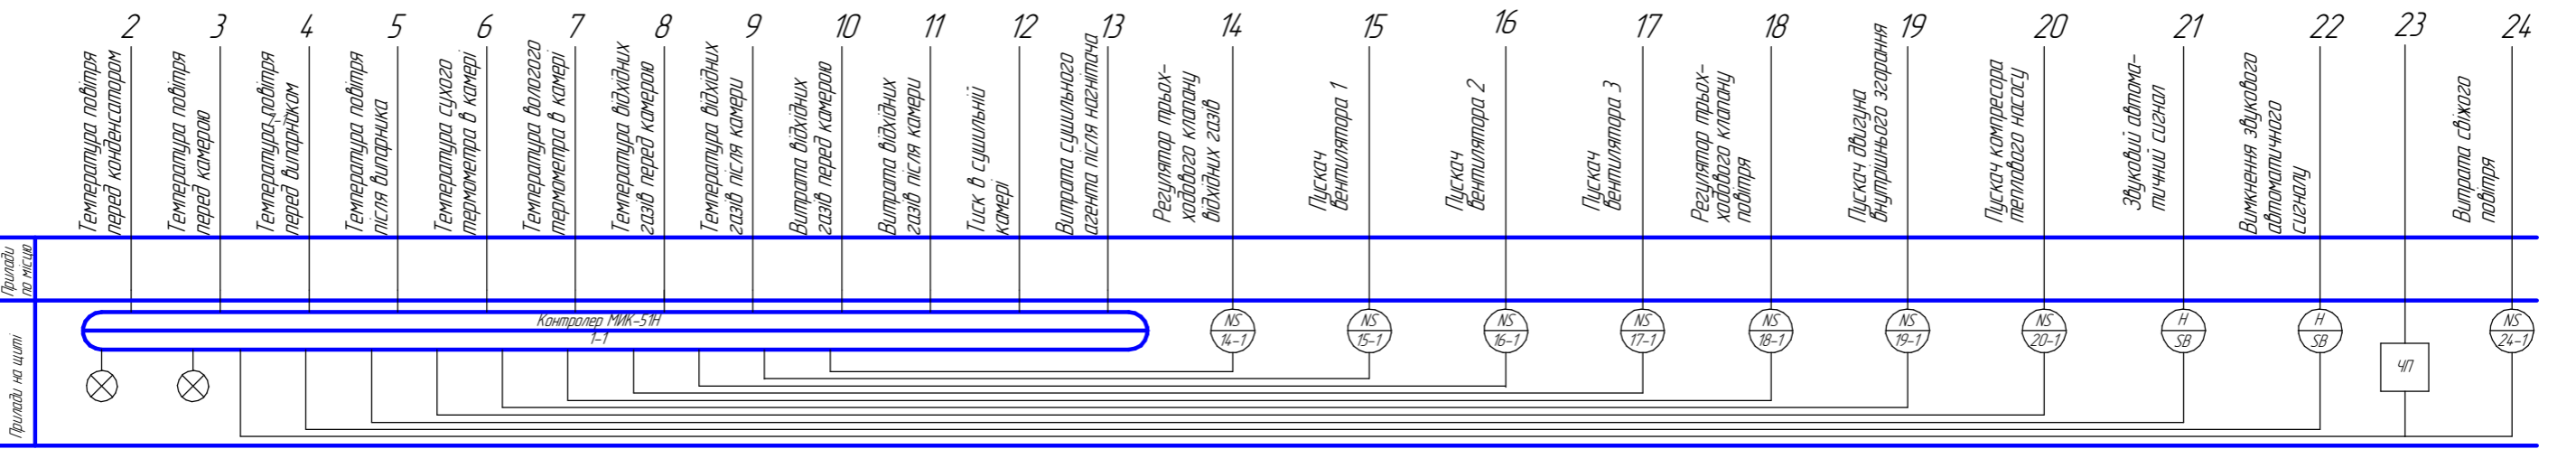 2 3 4 5 6 7 8 9 10 11 12 13 14 15 16 17 18 19 20 21 22 23 24
Температура повітря
перед конденсатором
Температура повітря
перед камерою
Температура повітря
перед випарником
Температура повітря
після випарника
Температура сухого
термометра в камері
Температура вологого
термометра в камері
Температура відхідних
газів перед камерою
Температура відхідних
газів після камери
Витрата відхідних
газів перед камерою
Витрата відхідних
газів після камери
Тиск в сушильній
камері
Витрата сушильного
агента після нагнітача
Регулятор трьох-
ходового клапану
відхідних газів
Пускач
вентилятора 1
Пускач
вентилятора 2
Пускач
вентилятора 3
Регулятор трьох-
ходового клапану
повітря
Пускач двигуна
внутрішнього згорання
Пускач компресора
теплового насосу
Звуковий автома-
тичний сигнал
Вимкнення звукового
автоматичного
сигналу
Витрата свіжого
повітря
Прилади
по місцю
Прилади на щиті
Контролер МИК-51Н
1-1
NS
14-1
NS
15-1
NS
16-1
NS
17-1
NS
18-1
NS
19-1
NS
20-1
H
SB
H
SB
ЧП
NS
24-1